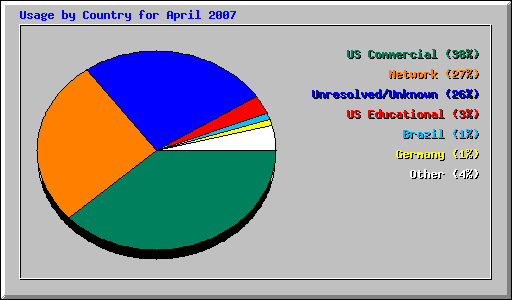 Usage by Country for April 2007
US Commercial (38%)
Network (27%)
Unresolved/Unknown (26%)
US Educational (3%)
Brazil (1%)
Germany (1%)
Other (4%)